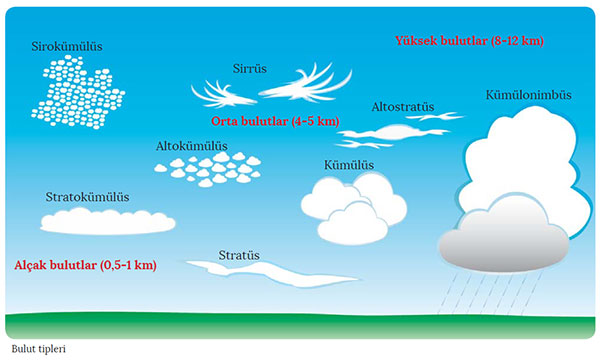 Yüksek bulutlar (8-12 km)
Sirokümülüs
Sirrüs
Kümülonimbüs
Altostratüs
Orta bulutlar (4-5 km)
Altokümülüs
Kümülüs
Stratokümülüs
Stratüs
Alçak bulutlar (0,5-1 km)
Bulut tipleri